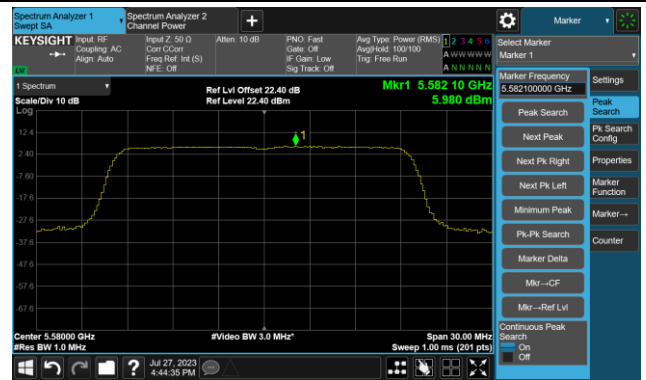 Spectrum Analyzer 1
Swept SA
Spectrum Analyzer 2
Channel Power
Marker
KEYSIGHT
Input: RF
Coupling: AC
Align: Auto
Input Z: 50 Ω
Corr CCorr
Freq Ref: Int (S)
NFE: Off
Atten: 10 dB
PNO: Fast
Gate: Off
IF Gain: Low
Sig Track: Off
Avg Type: Power (RMS)
Avg|Hold: 100/100
Trig: Free Run
1 2 3 4 5 6
A W W W W W
A N N N N N
Select Marker
Marker 1
1 Spectrum
Scale/Div 10 dB
Log
Ref Lvl Offset 22.40 dB
Ref Level 22.40 dBm
Mkr1 5.582 10 GHz
5.980 dBm
12.4
2.40
-7.60
-17.6
-27.6
-37.6
-47.6
-57.6
-67.6
1
Center 5.58000 GHz
#Res BW 1.0 MHz
#Video BW 3.0 MHz*
Span 30.00 MHz
Sweep 1.00 ms (201 pts)
Marker Frequency
5.582100000 GHz
Peak Search
Next Peak
Next Pk Right
Next Pk Left
Minimum Peak
Pk-Pk Search
Marker Delta
Mkr→CF
Mkr→Ref Lvl
Continuous Peak
Search
On
Off
Settings
Peak
Search
Pk Search
Config
Properties
Marker
Function
Marker→
Counter
?
Jul 27, 2023
4:44:35 PM